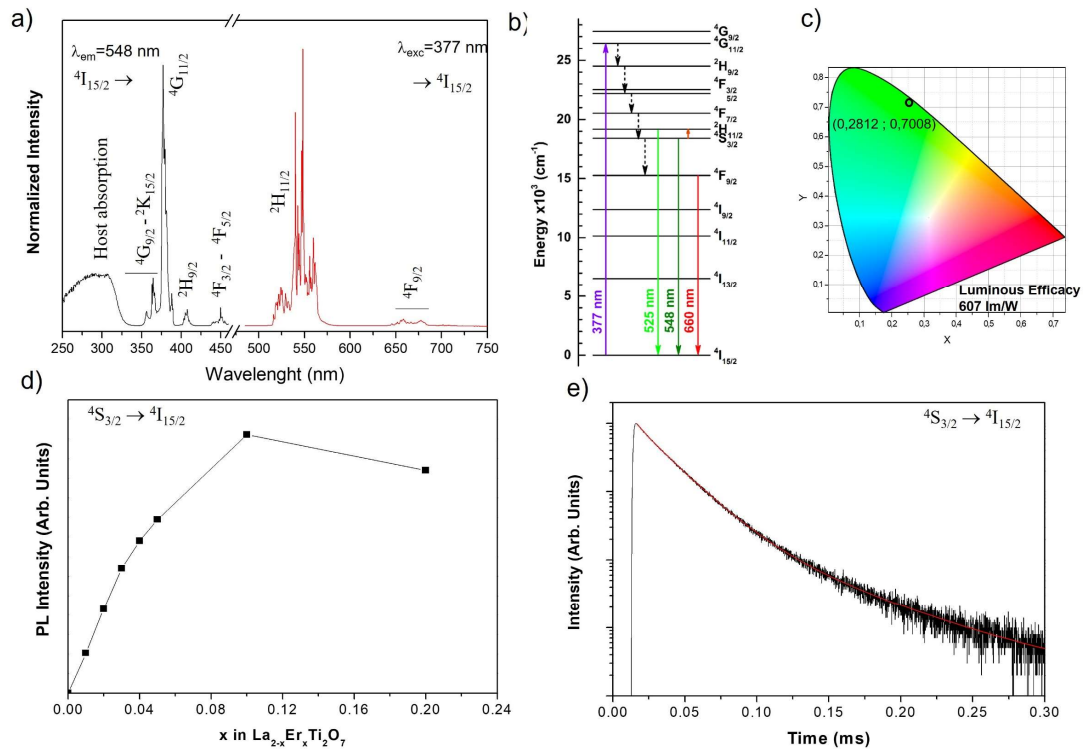 a)
λem=548 nm
⁴I15/2 →
⁴G11/2
λexc=377 nm
→ ⁴I15/2
Normalized Intensity
Host absorption
⁴G9/2 - ²K15/2
²H9/2
⁴F3/2 - ⁴F5/2
²H11/2
⁴F9/2
250 300 350 400 450 500 550 600 650 700 750
Wavelenght (nm)
b)
Energy x10³ (cm⁻¹)
25
20
15
10
5
0
⁴G9/2
⁴G11/2
²H9/2
⁴F3/2
5/2
⁴F7/2
²H11/2
⁴S3/2
⁴F9/2
⁴I9/2
⁴I11/2
⁴I13/2
⁴I15/2
377 nm
525 nm
548 nm
660 nm
c)
0,8
0,7
0,6
0,5
0,4
0,3
0,2
0,1
Y
(0,2812 ; 0,7008)
Luminous Efficacy
607 lm/W
0,1 0,2 0,3 0,4 0,5 0,6 0,7
X
d)
⁴S3/2 → ⁴I15/2
PL Intensity (Arb. Units)
0.00 0.04 0.08 0.12 0.16 0.20 0.24
x in La2-xErxTi2O7
e)
⁴S3/2 → ⁴I15/2
Intensity (Arb. Units)
0.00 0.05 0.10 0.15 0.20 0.25 0.30
Time (ms)